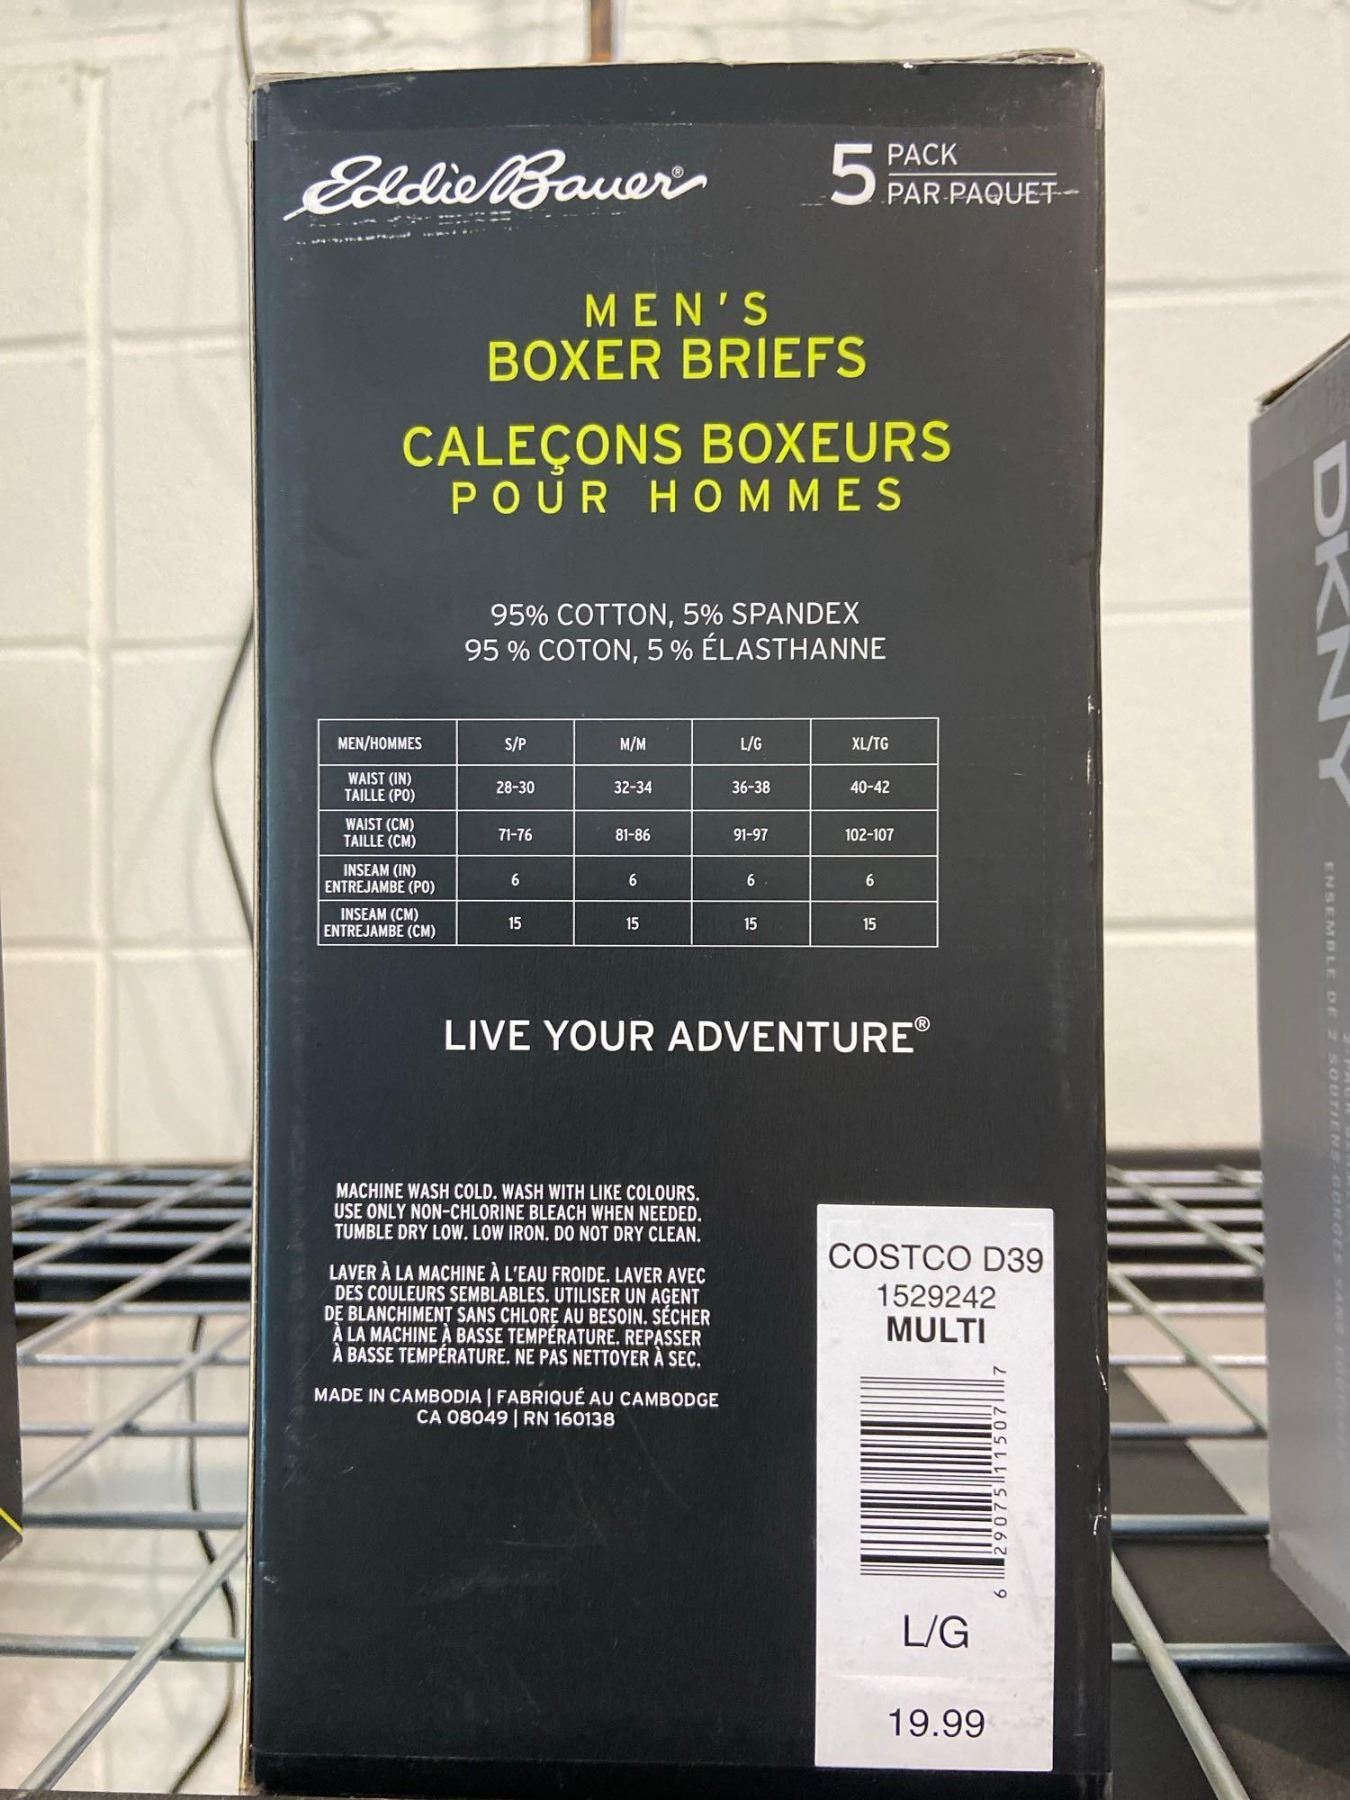 Eddie Bauer®
5 PACK
PAR PAQUET
MEN'S
BOXER BRIEFS
CALEÇONS BOXEURS
POUR HOMMES
95% COTTON, 5% SPANDEX
95 % COTON, 5 % ÉLASTHANNE
MEN/HOMMES S/P M/M L/G XL/TG
WAIST (IN)
TAILLE (PO) 28-30 32-34 36-38 40-42
WAIST (CM)
TAILLE (CM) 71-76 81-86 91-97 102-107
INSEAM (IN)
ENTREJAMBE (PO) 6 6 6 6
INSEAM (CM)
ENTREJAMBE (CM) 15 15 15 15
LIVE YOUR ADVENTURE®
MACHINE WASH COLD. WASH WITH LIKE COLOURS.
USE ONLY NON-CHLORINE BLEACH WHEN NEEDED.
TUMBLE DRY LOW. LOW IRON. DO NOT DRY CLEAN.
LAVER À LA MACHINE À L'EAU FROIDE. LAVER AVEC
DES COULEURS SEMBLABLES. UTILISER UN AGENT
DE BLANCHIMENT SANS CHLORE AU BESOIN. SÉCHER
À LA MACHINE À BASSE TEMPÉRATURE. REPASSER
À BASSE TEMPÉRATURE. NE PAS NETTOYER À SEC.
MADE IN CAMBODIA | FABRIQUÉ AU CAMBODGE
CA 08049 | RN 160138
COSTCO D39
1529242
MULTI
6 29075 11507 7
L/G
19.99
DKNY
ENSEMBLE DE 2 SOUTIENS-GORGES SANS